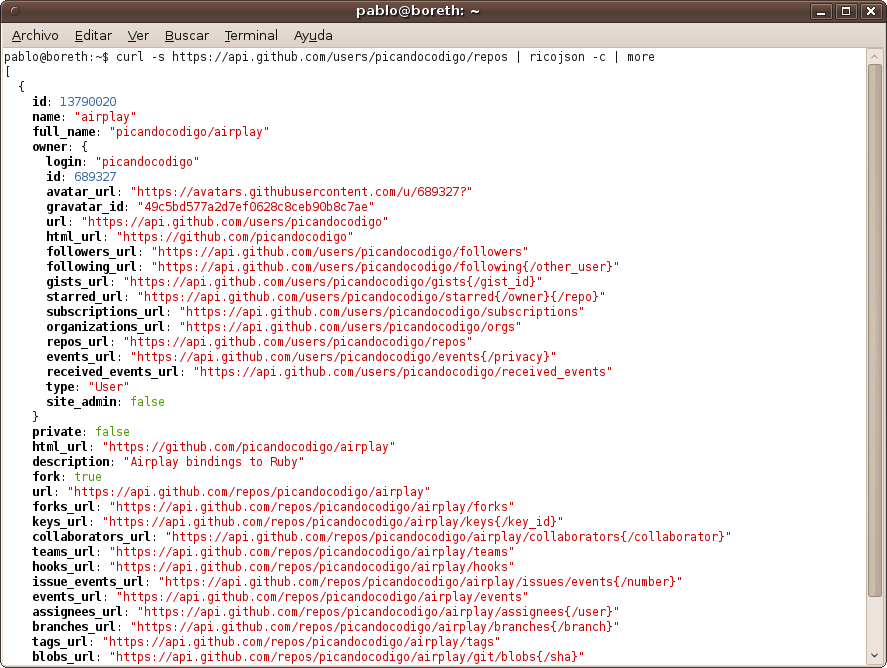 pablo@boreth: ~
Archivo Editar Ver Buscar Terminal Ayuda
pablo@boreth:~$ curl -s https://api.github.com/users/picandocodigo/repos | ricojson -c | more
[
  {
    id: 13790020
    name: "airplay"
    full_name: "picandocodigo/airplay"
    owner: {
      login: "picandocodigo"
      id: 689327
      avatar_url: "https://avatars.githubusercontent.com/u/689327?"
      gravatar_id: "49c5bd577a2d7ef0628c8ceb90b8c7ae"
      url: "https://api.github.com/users/picandocodigo"
      html_url: "https://github.com/picandocodigo"
      followers_url: "https://api.github.com/users/picandocodigo/followers"
      following_url: "https://api.github.com/users/picandocodigo/following{/other_user}"
      gists_url: "https://api.github.com/users/picandocodigo/gists{/gist_id}"
      starred_url: "https://api.github.com/users/picandocodigo/starred{/owner}{/repo}"
      subscriptions_url: "https://api.github.com/users/picandocodigo/subscriptions"
      organizations_url: "https://api.github.com/users/picandocodigo/orgs"
      repos_url: "https://api.github.com/users/picandocodigo/repos"
      events_url: "https://api.github.com/users/picandocodigo/events{/privacy}"
      received_events_url: "https://api.github.com/users/picandocodigo/received_events"
      type: "User"
      site_admin: false
    }
    private: false
    html_url: "https://github.com/picandocodigo/airplay"
    description: "Airplay bindings to Ruby"
    fork: true
    url: "https://api.github.com/repos/picandocodigo/airplay"
    forks_url: "https://api.github.com/repos/picandocodigo/airplay/forks"
    keys_url: "https://api.github.com/repos/picandocodigo/airplay/keys{/key_id}"
    collaborators_url: "https://api.github.com/repos/picandocodigo/airplay/collaborators{/collaborator}"
    teams_url: "https://api.github.com/repos/picandocodigo/airplay/teams"
    hooks_url: "https://api.github.com/repos/picandocodigo/airplay/hooks"
    issue_events_url: "https://api.github.com/repos/picandocodigo/airplay/issues/events{/number}"
    events_url: "https://api.github.com/repos/picandocodigo/airplay/events"
    assignees_url: "https://api.github.com/repos/picandocodigo/airplay/assignees{/user}"
    branches_url: "https://api.github.com/repos/picandocodigo/airplay/branches{/branch}"
    tags_url: "https://api.github.com/repos/picandocodigo/airplay/tags"
    blobs_url: "https://api.github.com/repos/picandocodigo/airplay/git/blobs{/sha}"